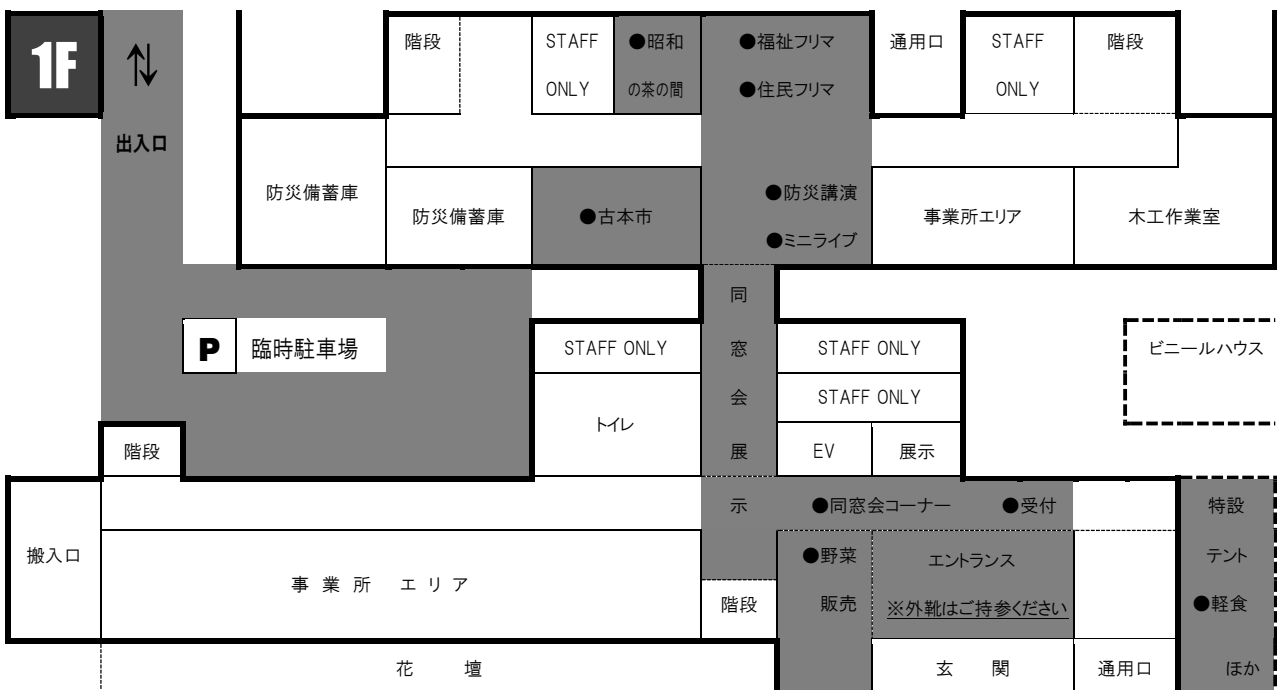 1F
出入口
階段
STAFF
ONLY
●昭和
の茶の間
●福祉フリマ
●住民フリマ
通用口
STAFF
ONLY
階段
防災備蓄庫
防災備蓄庫
●古本市
●防災講演
●ミニライブ
事業所エリア
木工作業室
P
臨時駐車場
STAFF ONLY
トイレ
同
窓
会
展
示
STAFF ONLY
STAFF ONLY
EV
展示
ビニールハウス
階段
搬入口
事業所 エリア
階段
●同窓会コーナー
●受付
●野菜
販売
エントランス
※外靴はご持参ください
特設
テント
●軽食
ほか
花 壇
玄 関
通用口